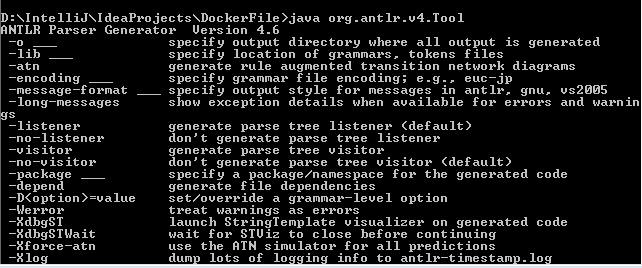 D:\IntelliJ\IdeaProjects\DockerFile>java org.antlr.v4.Tool
ANTLR Parser Generator  Version 4.6
 -o ___              specify output directory where all output is generated
 -lib ___            specify location of grammars, tokens files
 -atn                generate rule augmented transition network diagrams
 -encoding ___       specify grammar file encoding; e.g., euc-jp
 -message-format ___ specify output style for messages in antlr, gnu, vs2005
 -long-messages      show exception details when available for errors and warnin
gs
 -listener           generate parse tree listener (default)
 -no-listener        don't generate parse tree listener
 -visitor            generate parse tree visitor
 -no-visitor         don't generate parse tree visitor (default)
 -package ___        specify a package/namespace for the generated code
 -depend             generate file dependencies
 -D<option>=value    set/override a grammar-level option
 -Werror             treat warnings as errors
 -XdbgST             launch StringTemplate visualizer on generated code
 -XdbgSTWait         wait for STViz to close before continuing
 -Xforce-atn         use the ATN simulator for all predictions
 -Xlog               dump lots of logging info to antlr-timestamp.log